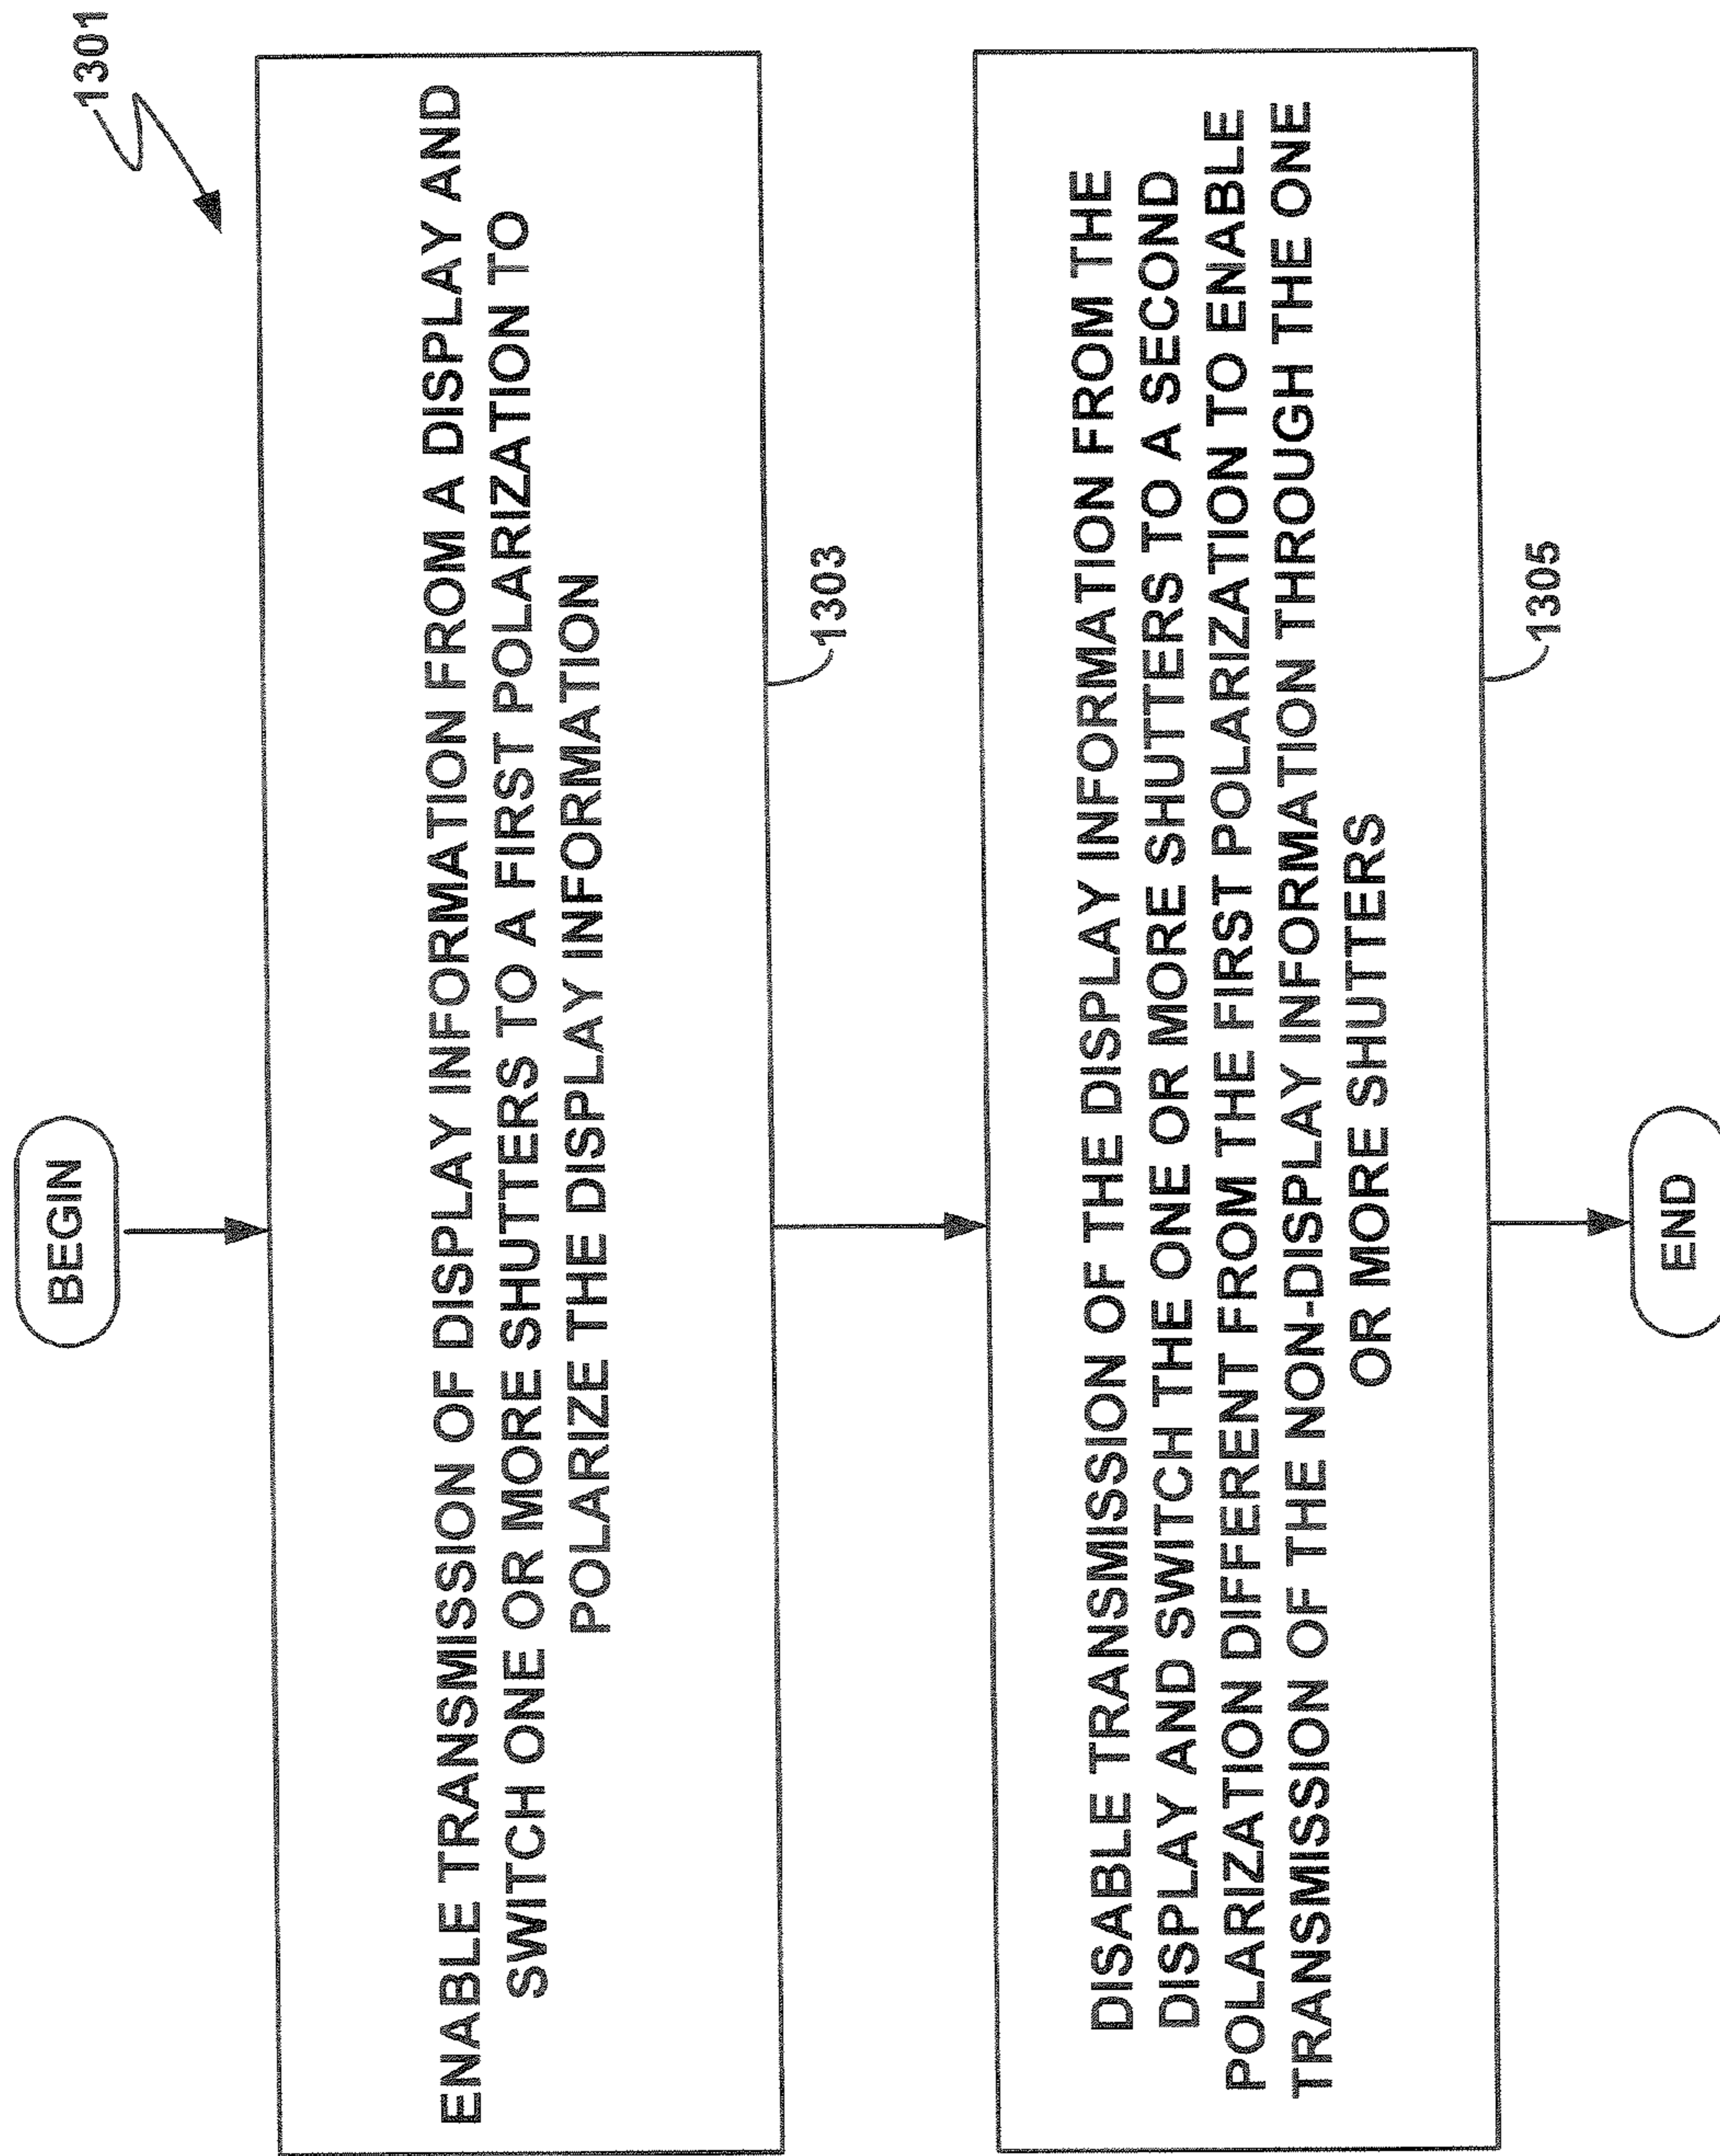 1301
BEGIN
ENABLE TRANSMISSION OF DISPLAY INFORMATION FROM A DISPLAY AND
SWITCH ONE OR MORE SHUTTERS TO A FIRST POLARIZATION TO
POLARIZE THE DISPLAY INFORMATION
1303
DISABLE TRANSMISSION OF THE DISPLAY INFORMATION FROM THE
DISPLAY AND SWITCH THE ONE OR MORE SHUTTERS TO A SECOND
POLARIZATION DIFFERENT FROM THE FIRST POLARIZATION TO ENABLE
TRANSMISSION OF THE NON-DISPLAY INFORMATION THROUGH THE ONE
OR MORE SHUTTERS
1305
END